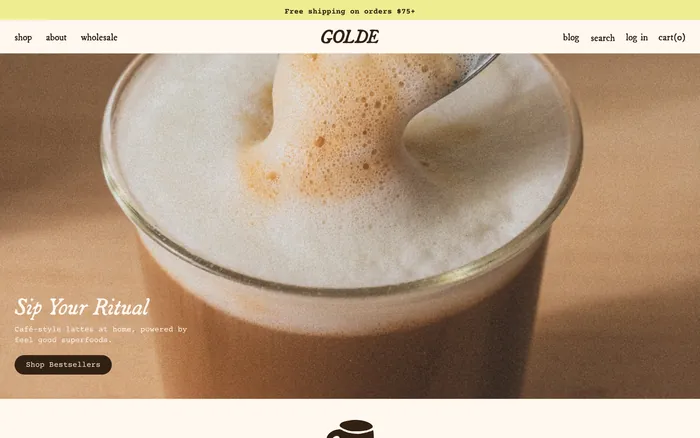 Free shipping on orders $75+
shop about wholesale GOLDE blog search log in cart(0)
Sip Your Ritual
Café-style lattes at home, powered by
feel good superfoods.
Shop Bestsellers